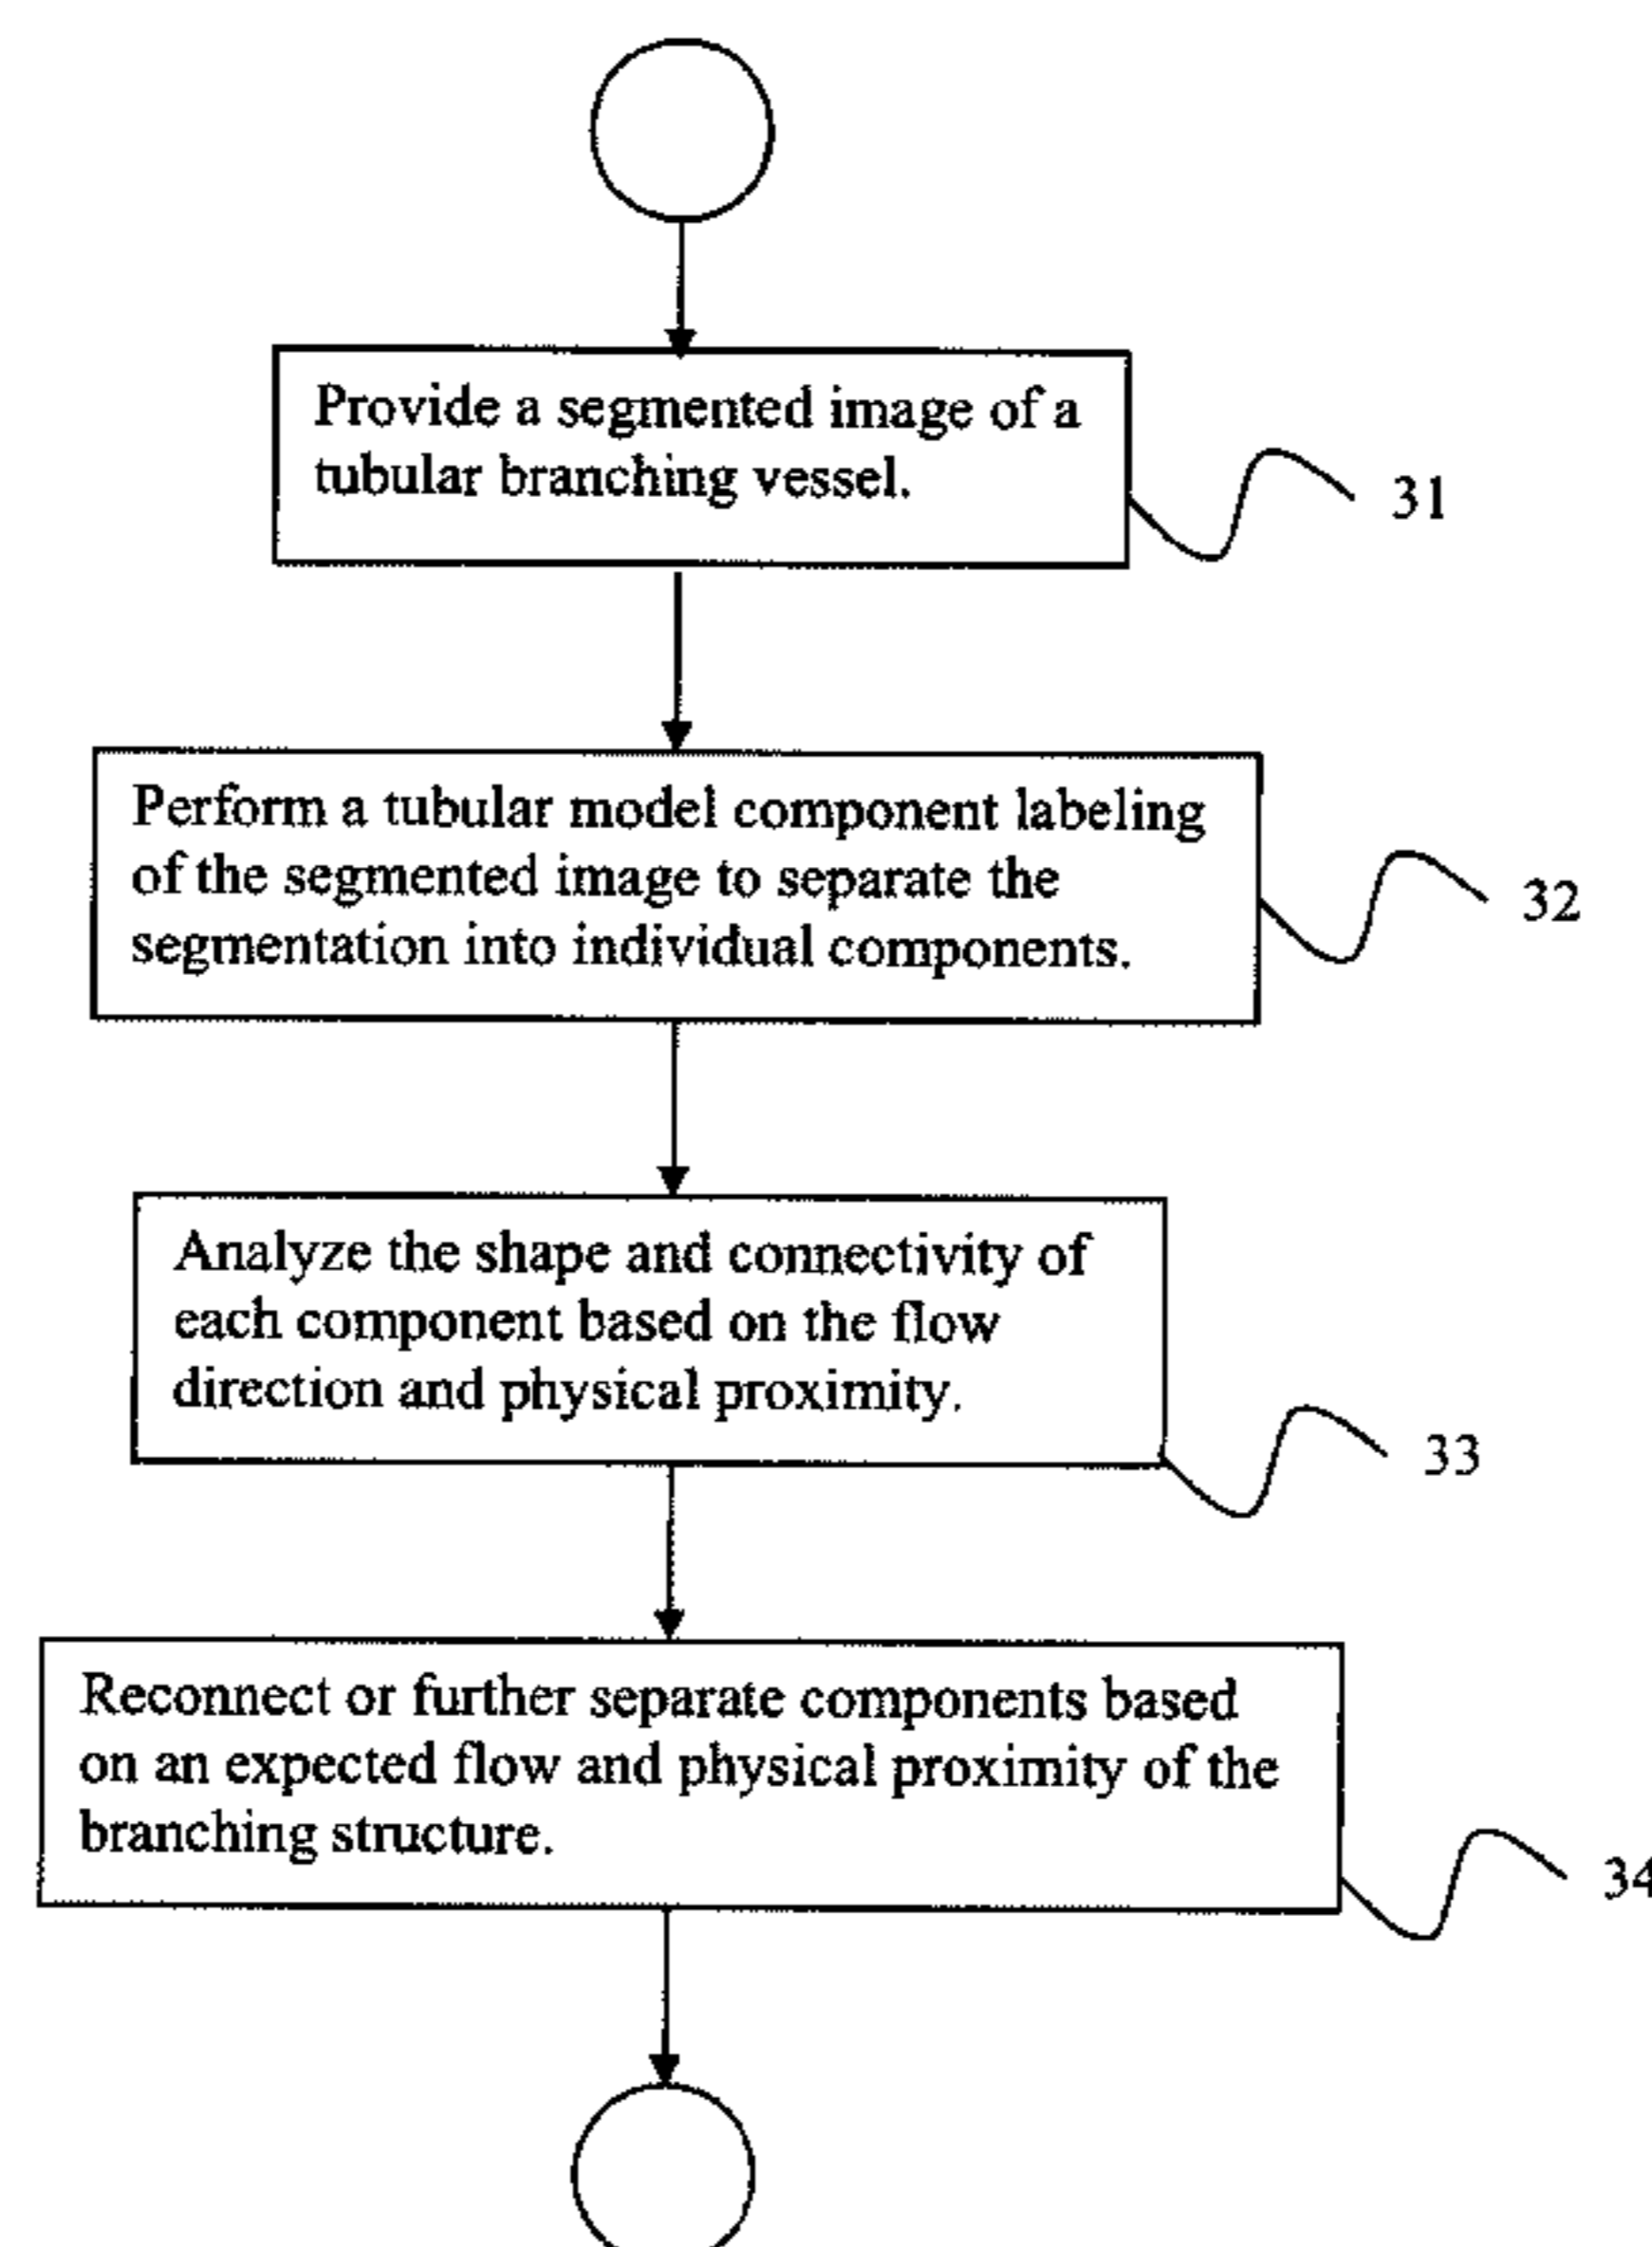 Provide a segmented image of a
tubular branching vessel.
31
Perform a tubular model component labeling
of the segmented image to separate the
segmentation into individual components.
32
Analyze the shape and connectivity of
each component based on the flow
direction and physical proximity.
33
Reconnect or further separate components based
on an expected flow and physical proximity of the
branching structure.
34